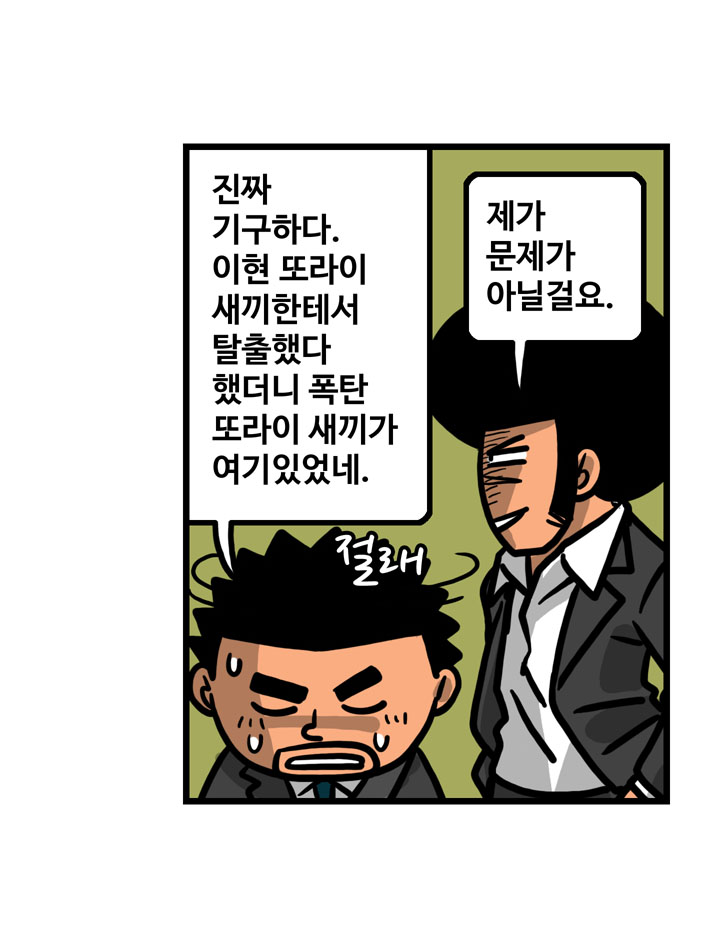 진짜
기구하다.
이현 또라이
새끼한테서
탈출했다
했더니 폭탄
또라이 새끼가
여기있었네.
제가
문제가
아닐걸요.
절래